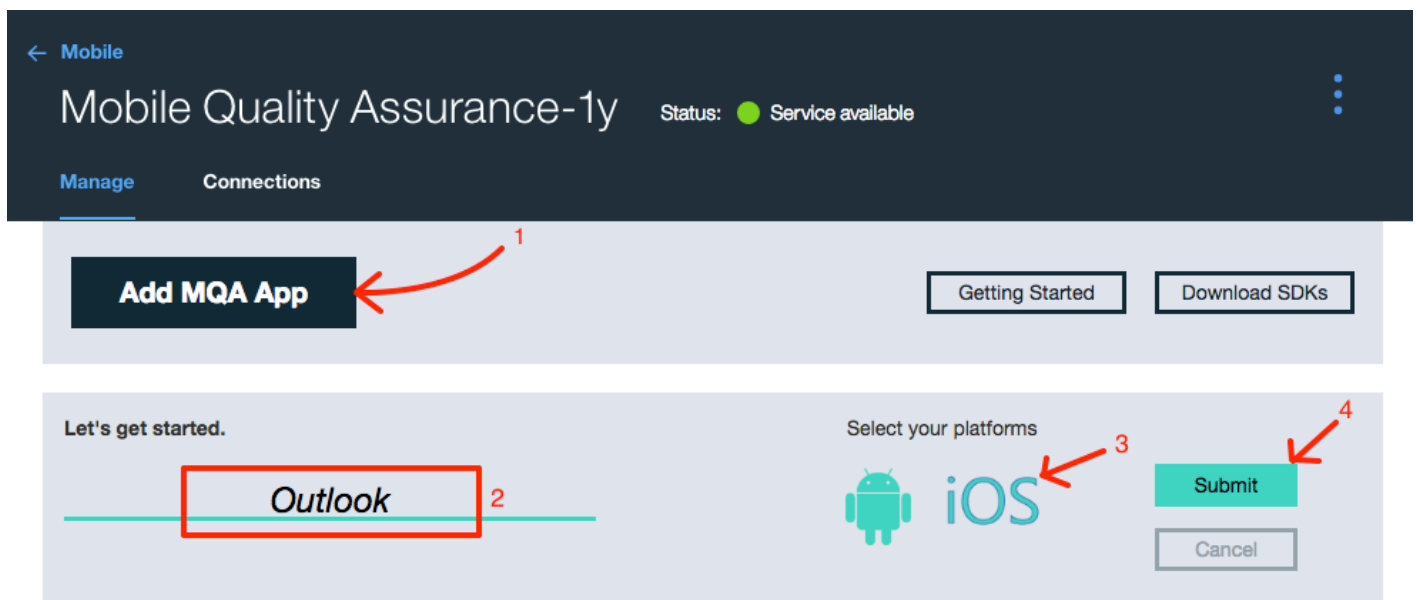 ← Mobile
Mobile Quality Assurance-1y Status: Service available
Manage Connections
1
Add MQA App Getting Started Download SDKs
Let's get started. Select your platforms 4
3
Outlook 2 iOS Submit
Cancel